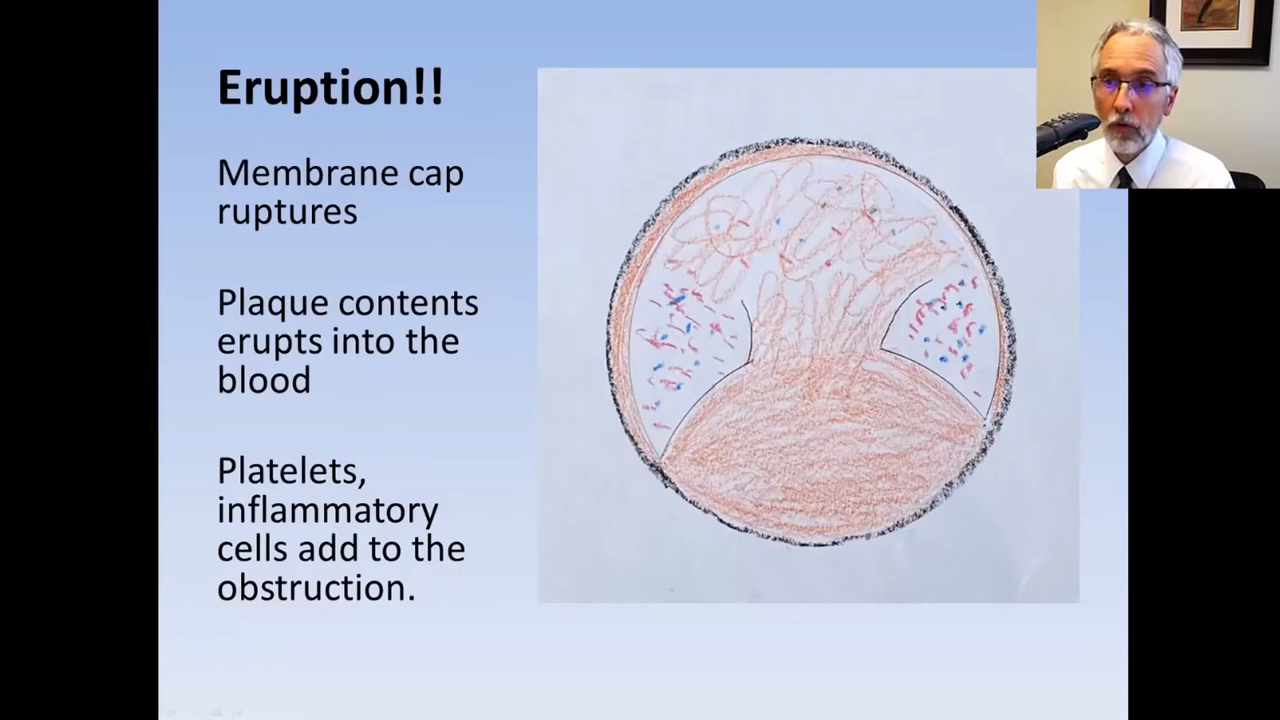 Eruption!!
Membrane cap
ruptures
Plaque contents
erupts into the
blood
Platelets,
inflammatory
cells add to the
obstruction.